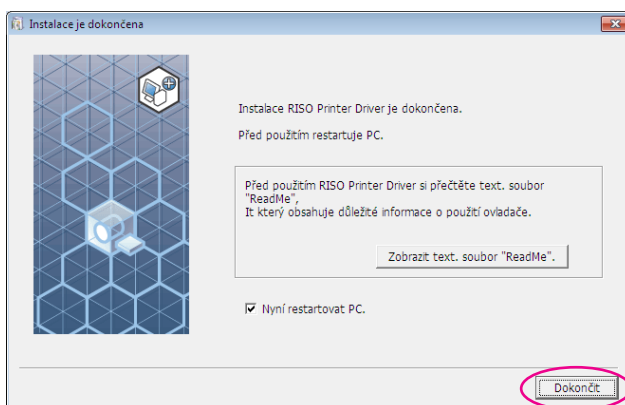 Instalace je dokončena
Instalace RISO Printer Driver je dokončena.
Před použitím restartuje PC.
Před použitím RISO Printer Driver si přečtěte text. soubor
"ReadMe",
It který obsahuje důležité informace o použití ovladače.
Zobrazit text. soubor "ReadMe".
Nyní restartovat PC.
Dokončit